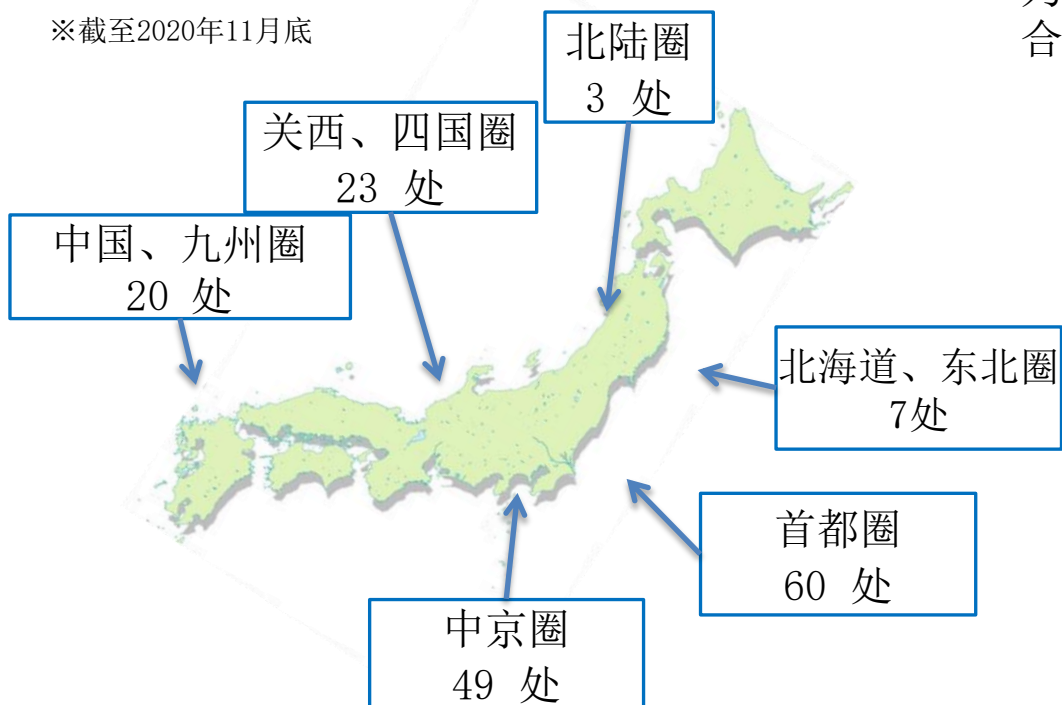 ※截至2020年11月底
合
北陆圈
3 处
关西、四国圈
23 处
中国、九州圈
20 处
北海道、东北圈
7处
首都圈
60 处
中京圈
49 处